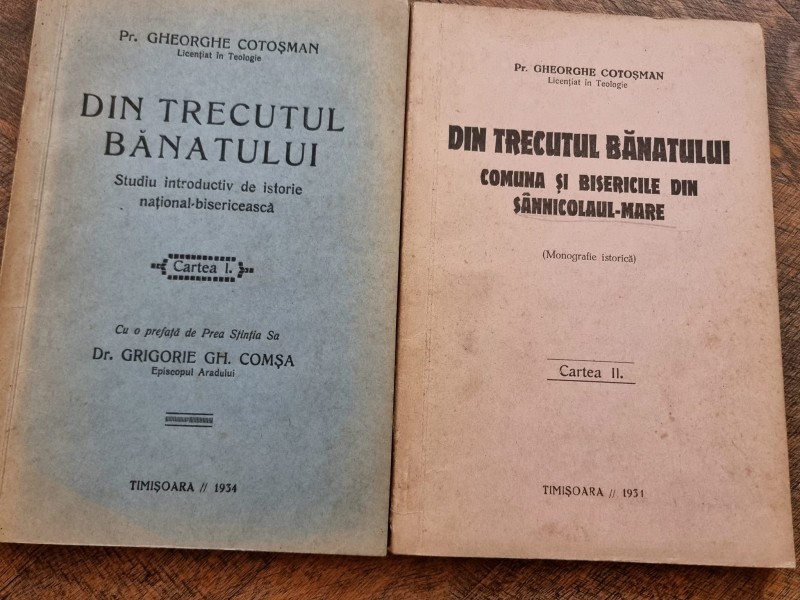 Pr. GHEORGHE COTOȘMAN
Licențiat în Teologie
DIN TRECUTUL
BĂNATULUI
Studiu introductiv de istorie
național-bisericească
Cartea I.
Cu o prefață de Prea Sfinția Sa
Dr. GRIGORIE GH. COMȘA
Episcopul Aradului
TIMIȘOARA // 1934
Pr. GHEORGHE COTOȘMAN
Licențiat în Teologie
DIN TRECUTUL BĂNATULUI
COMUNA ȘI BISERICILE DIN
SÂNNICOLAUL-MARE
(Monografie istorică)
Cartea II.
TIMIȘOARA // 1931